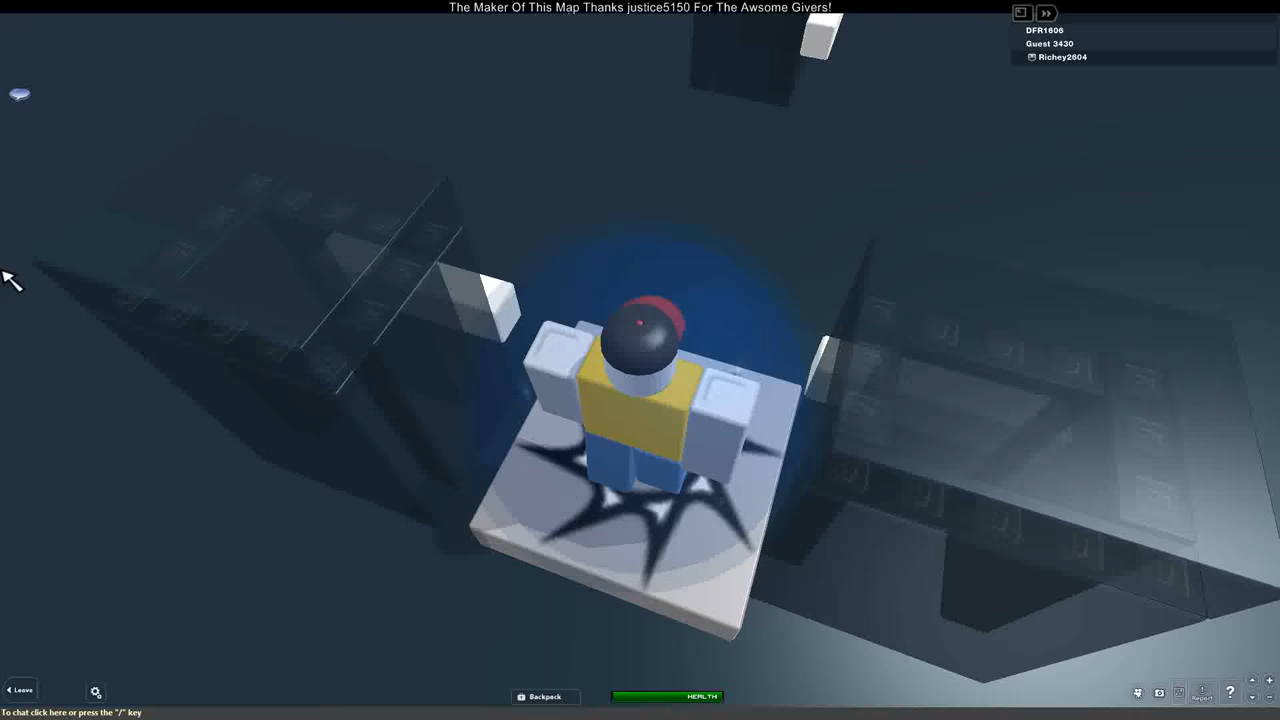 The Maker Of This Map Thanks justice5150 For The Awsome Givers!
DFR1606
Guest 3430
Richey2604
Leave
Backpack
HEALTH
Report
?
To chat click here or press the "/" key